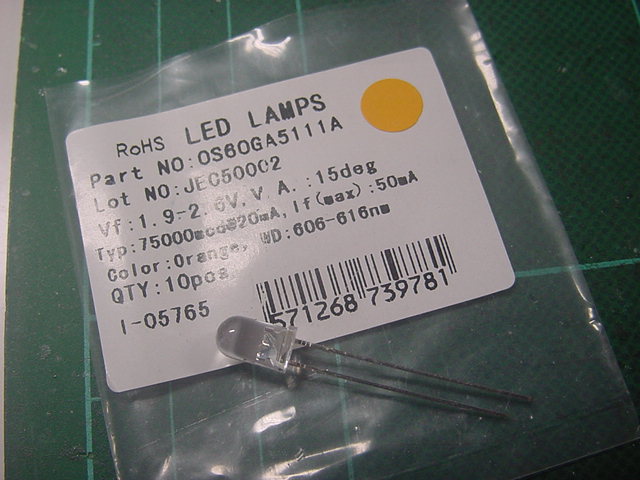 RoHS LED LAMPS
Part NO:OS60GA5111A
Lot NO:JEC50002
Vf:1.9-2.6V,V.A.:15deg
Typ:75000mcd@20mA,If(max):50mA
Color:Orange, WD:606-616nm
QTY:10pcs
I-05765
571268 739781